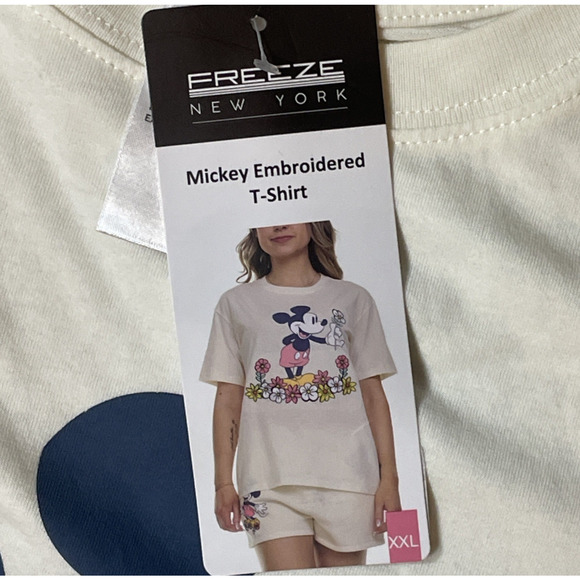 FREEZE
NEW YORK
Mickey Embroidered
T-Shirt
XXL